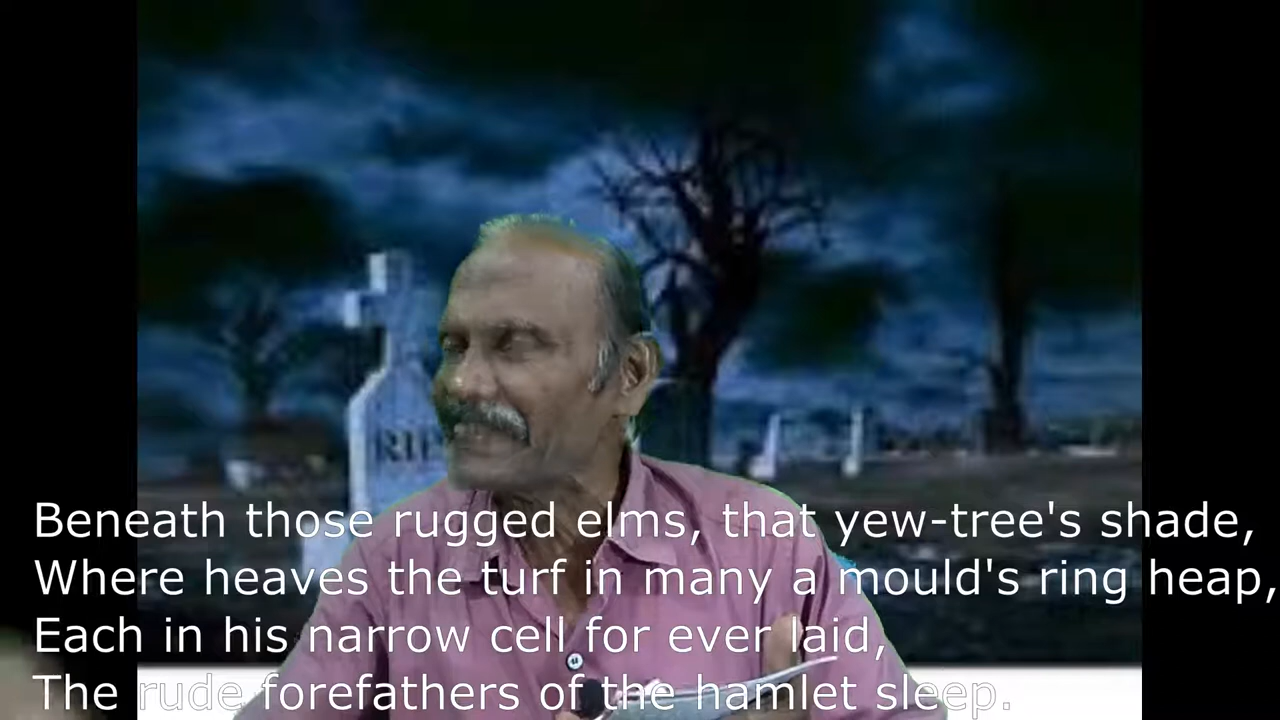 RIP
Beneath those rugged elms, that yew-tree's shade,
Where heaves the turf in many a mould's ring heap,
Each in his narrow cell for ever laid,
The rude forefathers of the hamlet sleep.